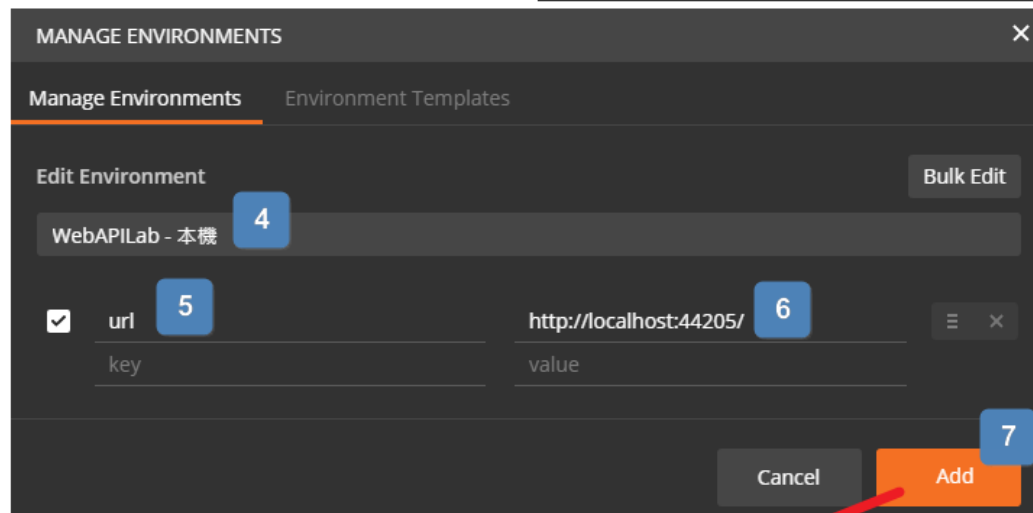 MANAGE ENVIRONMENTS ×
Manage Environments Environment Templates
Edit Environment Bulk Edit
WebAPILab - 本機 4
url 5 http://localhost:44205/ 6
key value
7
Cancel Add